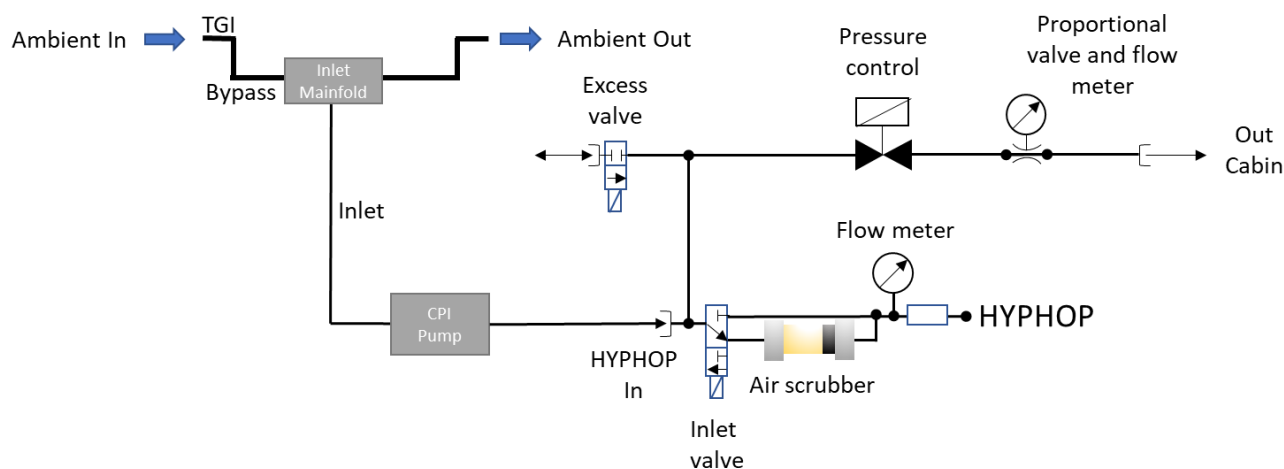 Ambient In
TGI
Bypass
Inlet
Mainfold
Ambient Out
Excess
valve
Pressure
control
Proportional
valve and flow
meter
Out
Cabin
Inlet
CPI
Pump
HYPHOP
In
Inlet
valve
Air scrubber
Flow meter
HYPHOP